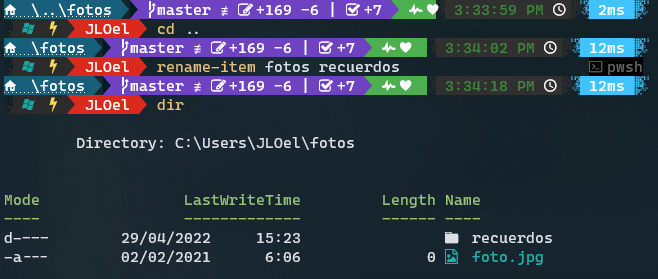 \..\fotos master ≢ +169 -6 | +7 3:33:59 PM 2ms
JLOel cd ..
\fotos master ≢ +169 -6 | +7 3:34:02 PM 12ms
JLOel rename-item fotos recuerdos pwsh
\fotos master ≢ +169 -6 | +7 3:34:18 PM 12ms
JLOel dir
Directory: C:\Users\JLOel\fotos
Mode LastWriteTime Length Name
---- ------------- ------ ----
d---- 29/04/2022 15:23 recuerdos
-a--- 02/02/2021 6:06 0 foto.jpg